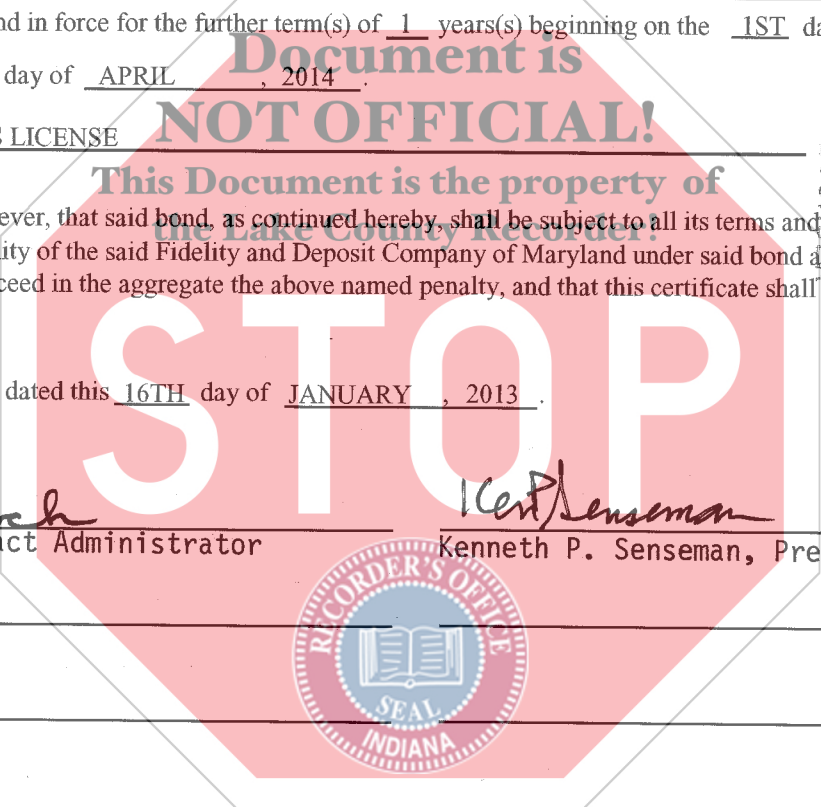 nd in force for the further term(s) of 1 years(s) beginning on the 1ST da
day of APRIL , 2014 .
Document is
NOT OFFICIAL!
LICENSE
This Document is the property of
the Lake County Recorder!
ever, that said bond, as continued hereby, shall be subject to all its terms and
ity of the said Fidelity and Deposit Company of Maryland under said bond a
ceed in the aggregate the above named penalty, and that this certificate shall
STOP
dated this 16TH day of JANUARY , 2013 .
Ken P Senseman
act Administrator
Kenneth P. Senseman, Pre
RECORDER'S OFFICE
SEAL
INDIANA